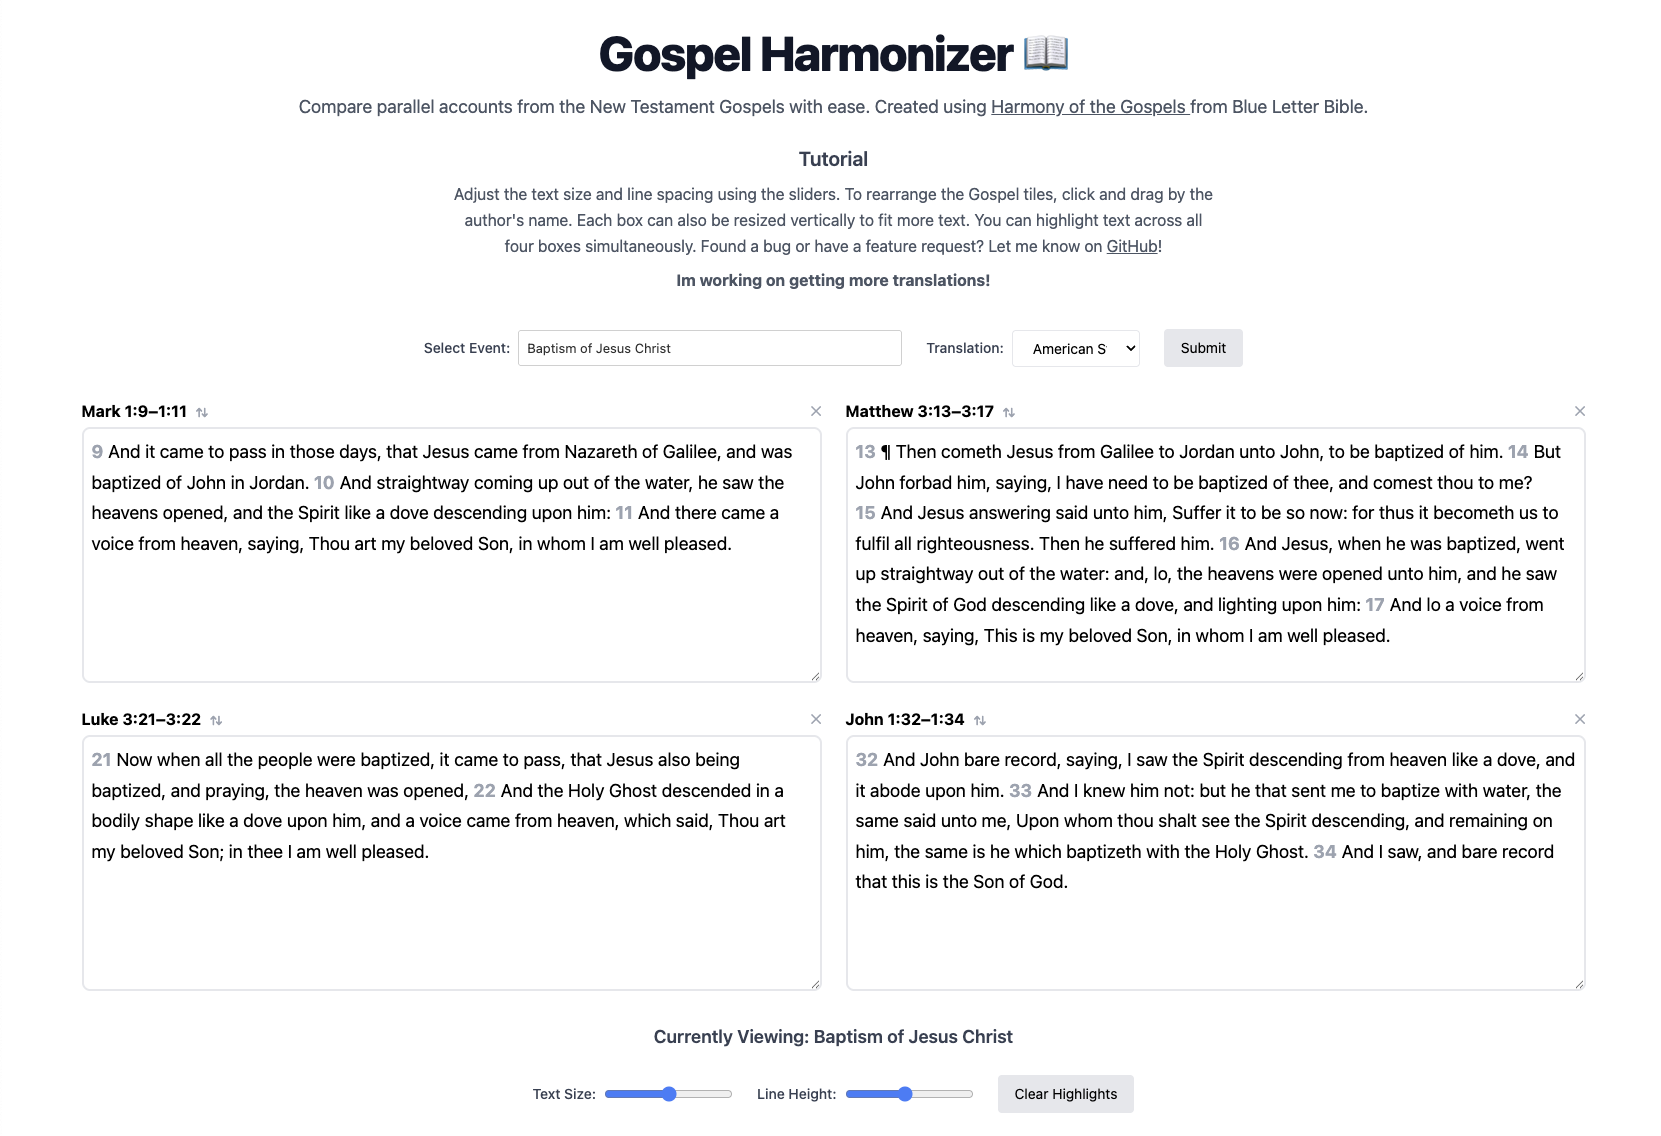 Gospel Harmonizer 📖
Compare parallel accounts from the New Testament Gospels with ease. Created using Harmony of the Gospels from Blue Letter Bible.
Tutorial
Adjust the text size and line spacing using the sliders. To rearrange the Gospel tiles, click and drag by the
author's name. Each box can also be resized vertically to fit more text. You can highlight text across all
four boxes simultaneously. Found a bug or have a feature request? Let me know on GitHub!
Im working on getting more translations!
Select Event: Baptism of Jesus Christ Translation: American S Submit
Mark 1:9–1:11
9 And it came to pass in those days, that Jesus came from Nazareth of Galilee, and was
baptized of John in Jordan. 10 And straightway coming up out of the water, he saw the
heavens opened, and the Spirit like a dove descending upon him: 11 And there came a
voice from heaven, saying, Thou art my beloved Son, in whom I am well pleased.
Matthew 3:13–3:17
13 ¶ Then cometh Jesus from Galilee to Jordan unto John, to be baptized of him. 14 But
John forbad him, saying, I have need to be baptized of thee, and comest thou to me?
15 And Jesus answering said unto him, Suffer it to be so now: for thus it becometh us to
fulfil all righteousness. Then he suffered him. 16 And Jesus, when he was baptized, went
up straightway out of the water: and, lo, the heavens were opened unto him, and he saw
the Spirit of God descending like a dove, and lighting upon him: 17 And lo a voice from
heaven, saying, This is my beloved Son, in whom I am well pleased.
Luke 3:21–3:22
21 Now when all the people were baptized, it came to pass, that Jesus also being
baptized, and praying, the heaven was opened, 22 And the Holy Ghost descended in a
bodily shape like a dove upon him, and a voice came from heaven, which said, Thou art
my beloved Son; in thee I am well pleased.
John 1:32–1:34
32 And John bare record, saying, I saw the Spirit descending from heaven like a dove, and
it abode upon him. 33 And I knew him not: but he that sent me to baptize with water, the
same said unto me, Upon whom thou shalt see the Spirit descending, and remaining on
him, the same is he which baptizeth with the Holy Ghost. 34 And I saw, and bare record
that this is the Son of God.
Currently Viewing: Baptism of Jesus Christ
Text Size: Line Height: Clear Highlights